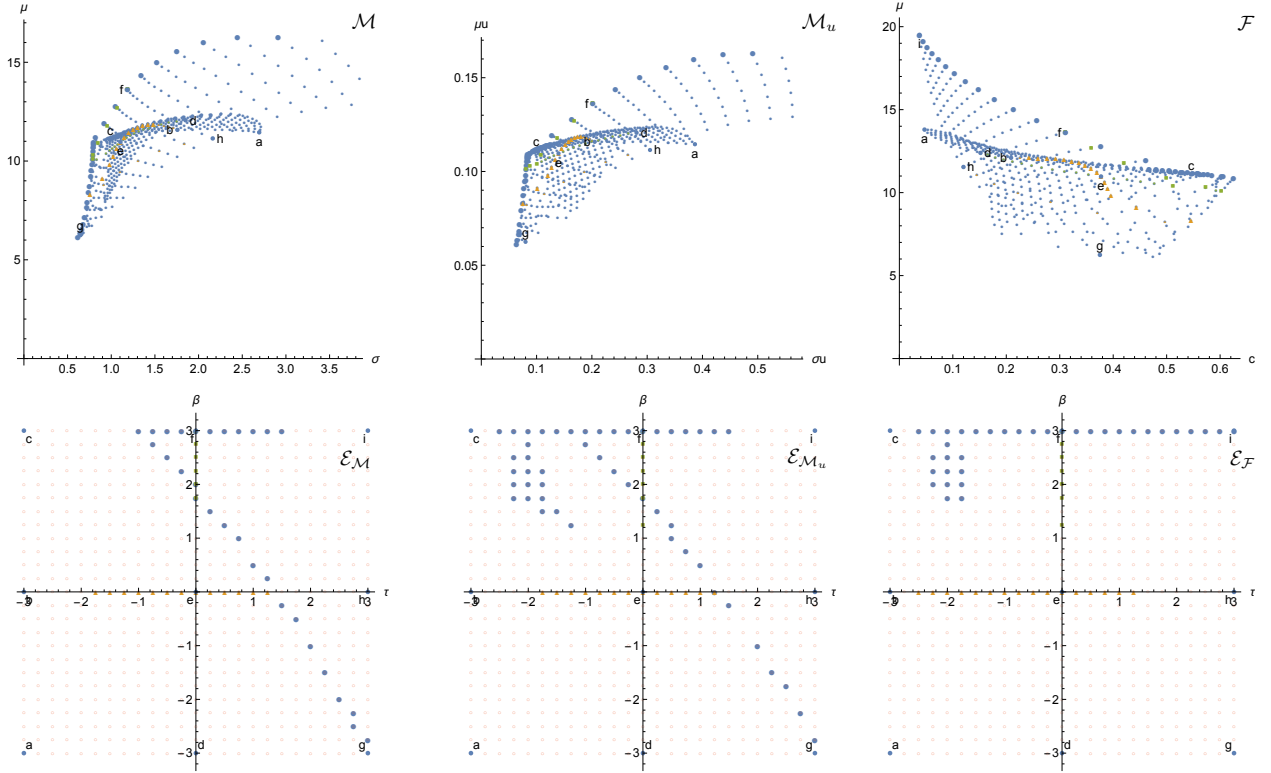 μ
ℳ
15
10
5
0.5 1.0 1.5 2.0 2.5 3.0 3.5
σ
f
c
d
b
h
a
e
g
μu
ℳu
0.15
0.10
0.05
0.1 0.2 0.3 0.4 0.5
σu
f
c
d
b
h
a
e
g
μ
ℱ
20
15
10
5
0.1 0.2 0.3 0.4 0.5 0.6
c
i
f
a
d
b
h
c
e
g
β
3
c f i
ℰℳ
2
1
b e h
-3 -2 -1 1 2 3
τ
-1
-2
-3
a d g
β
3
c f i
ℰℳu
2
1
b e h
-3 -2 -1 1 2 3
τ
-1
-2
-3
a d g
β
3
c f i
ℰℱ
2
1
b e h
-3 -2 -1 1 2 3
τ
-1
-2
-3
a d g